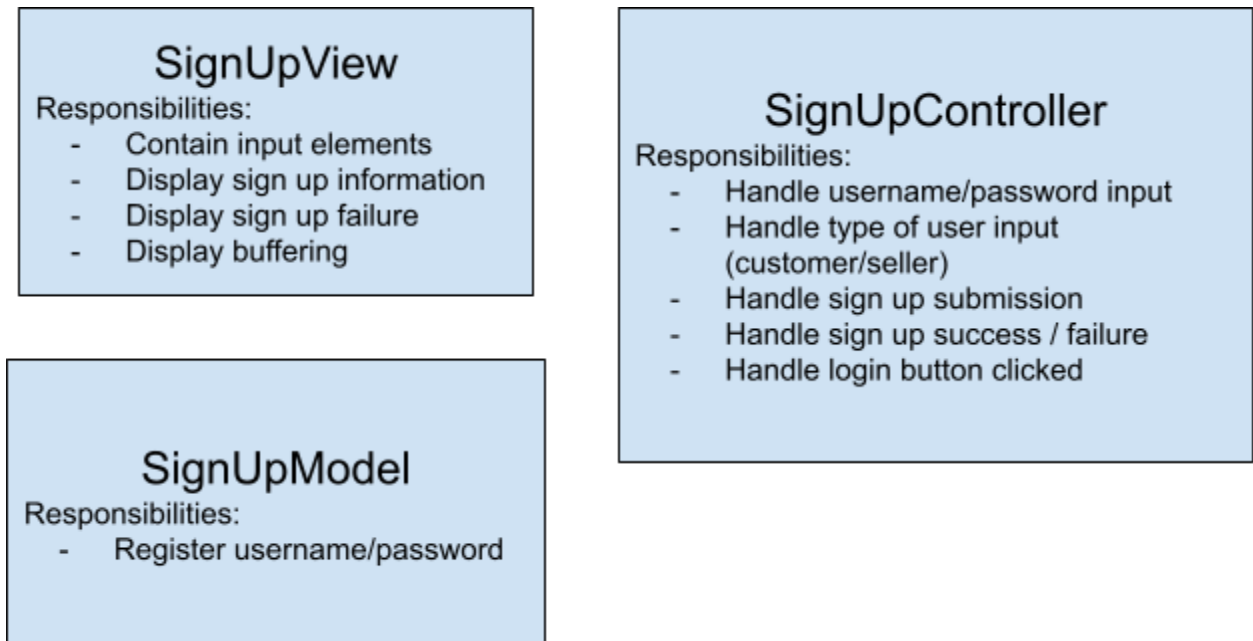 SignUpView
Responsibilities:
- Contain input elements
- Display sign up information
- Display sign up failure
- Display buffering
SignUpController
Responsibilities:
- Handle username/password input
- Handle type of user input
(customer/seller)
- Handle sign up submission
- Handle sign up success / failure
- Handle login button clicked
SignUpModel
Responsibilities:
- Register username/password